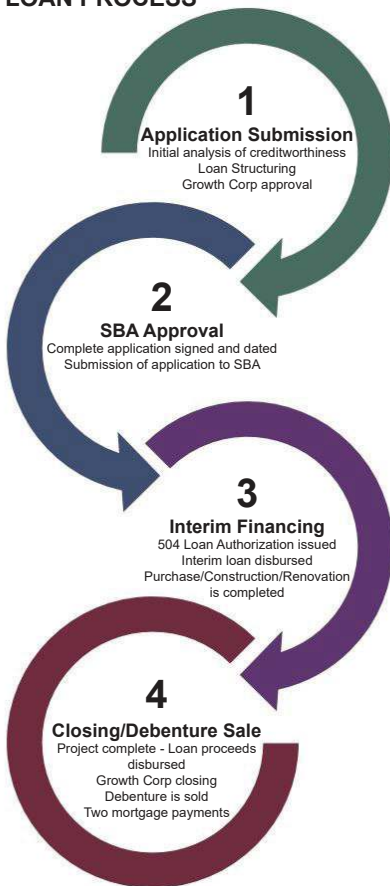 LOAN PROCESS
1
Application Submission
Initial analysis of creditworthiness
Loan Structuring
Growth Corp approval
2
SBA Approval
Complete application signed and dated
Submission of application to SBA
3
Interim Financing
504 Loan Authorization issued
Interim loan disbursed
Purchase/Construction/Renovation
is completed
4
Closing/Debenture Sale
Project complete - Loan proceeds
disbursed
Growth Corp closing
Debenture is sold
Two mortgage payments